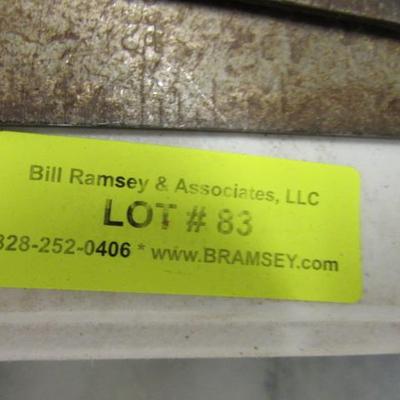 Bill Ramsey & Associates, LLC
LOT # 83
828-252-0406 * www.BRAMSEY.com